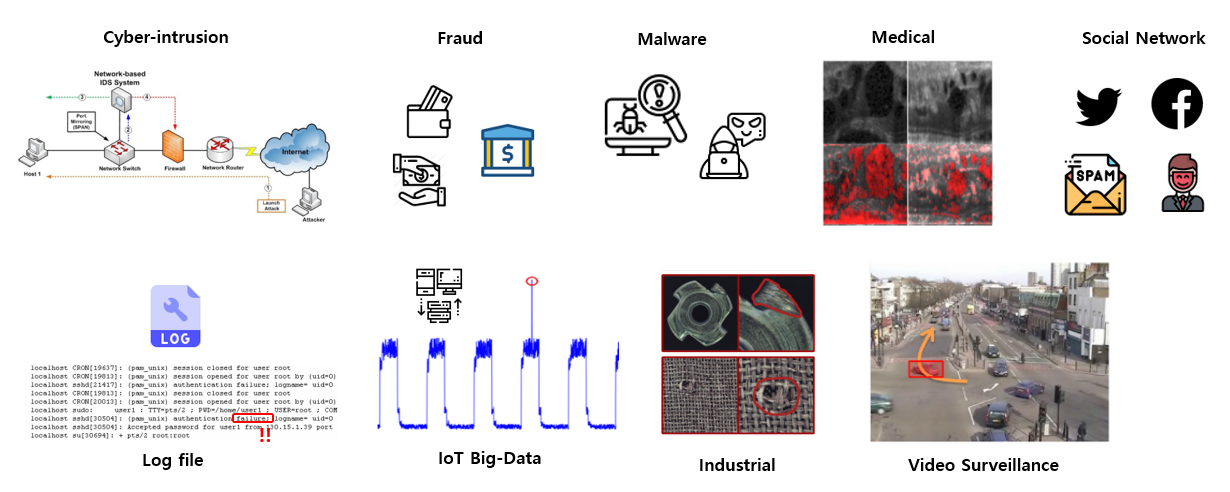 Cyber-intrusion
Fraud
Malware
Medical
Social Network
Network-based
IDS System
3
4
Port
Mirroring
(SPAN)
2
Internet
Host 1
Network Switch
Firewall
Network Router
1
Launch
Attack
Attacker
$
SPAM
LOG
localhost CRON[19637]: (pam_unix) session closed for user root
localhost CRON[19813]: (pam_unix) session opened for user root by (uid=0)
localhost sshd[21417]: (pam_unix) authentication failure; logname= uid=0
localhost CRON[19813]: (pam_unix) session closed for user root
localhost CRON[20013]: (pam_unix) session opened for user root by (uid=0)
localhost sudo: user1 : TTY=pts/2 ; PWD=/home/user1 ; USER=root ; COM
localhost sshd[30504]: (pam_unix) authentication failure; logname= uid=0
localhost sshd[30504]: Accepted password for user1 from 130.15.1.39 port
localhost su[30694]: + pts/2 root:root
!!
Log file
IoT Big-Data
Industrial
Video Surveillance